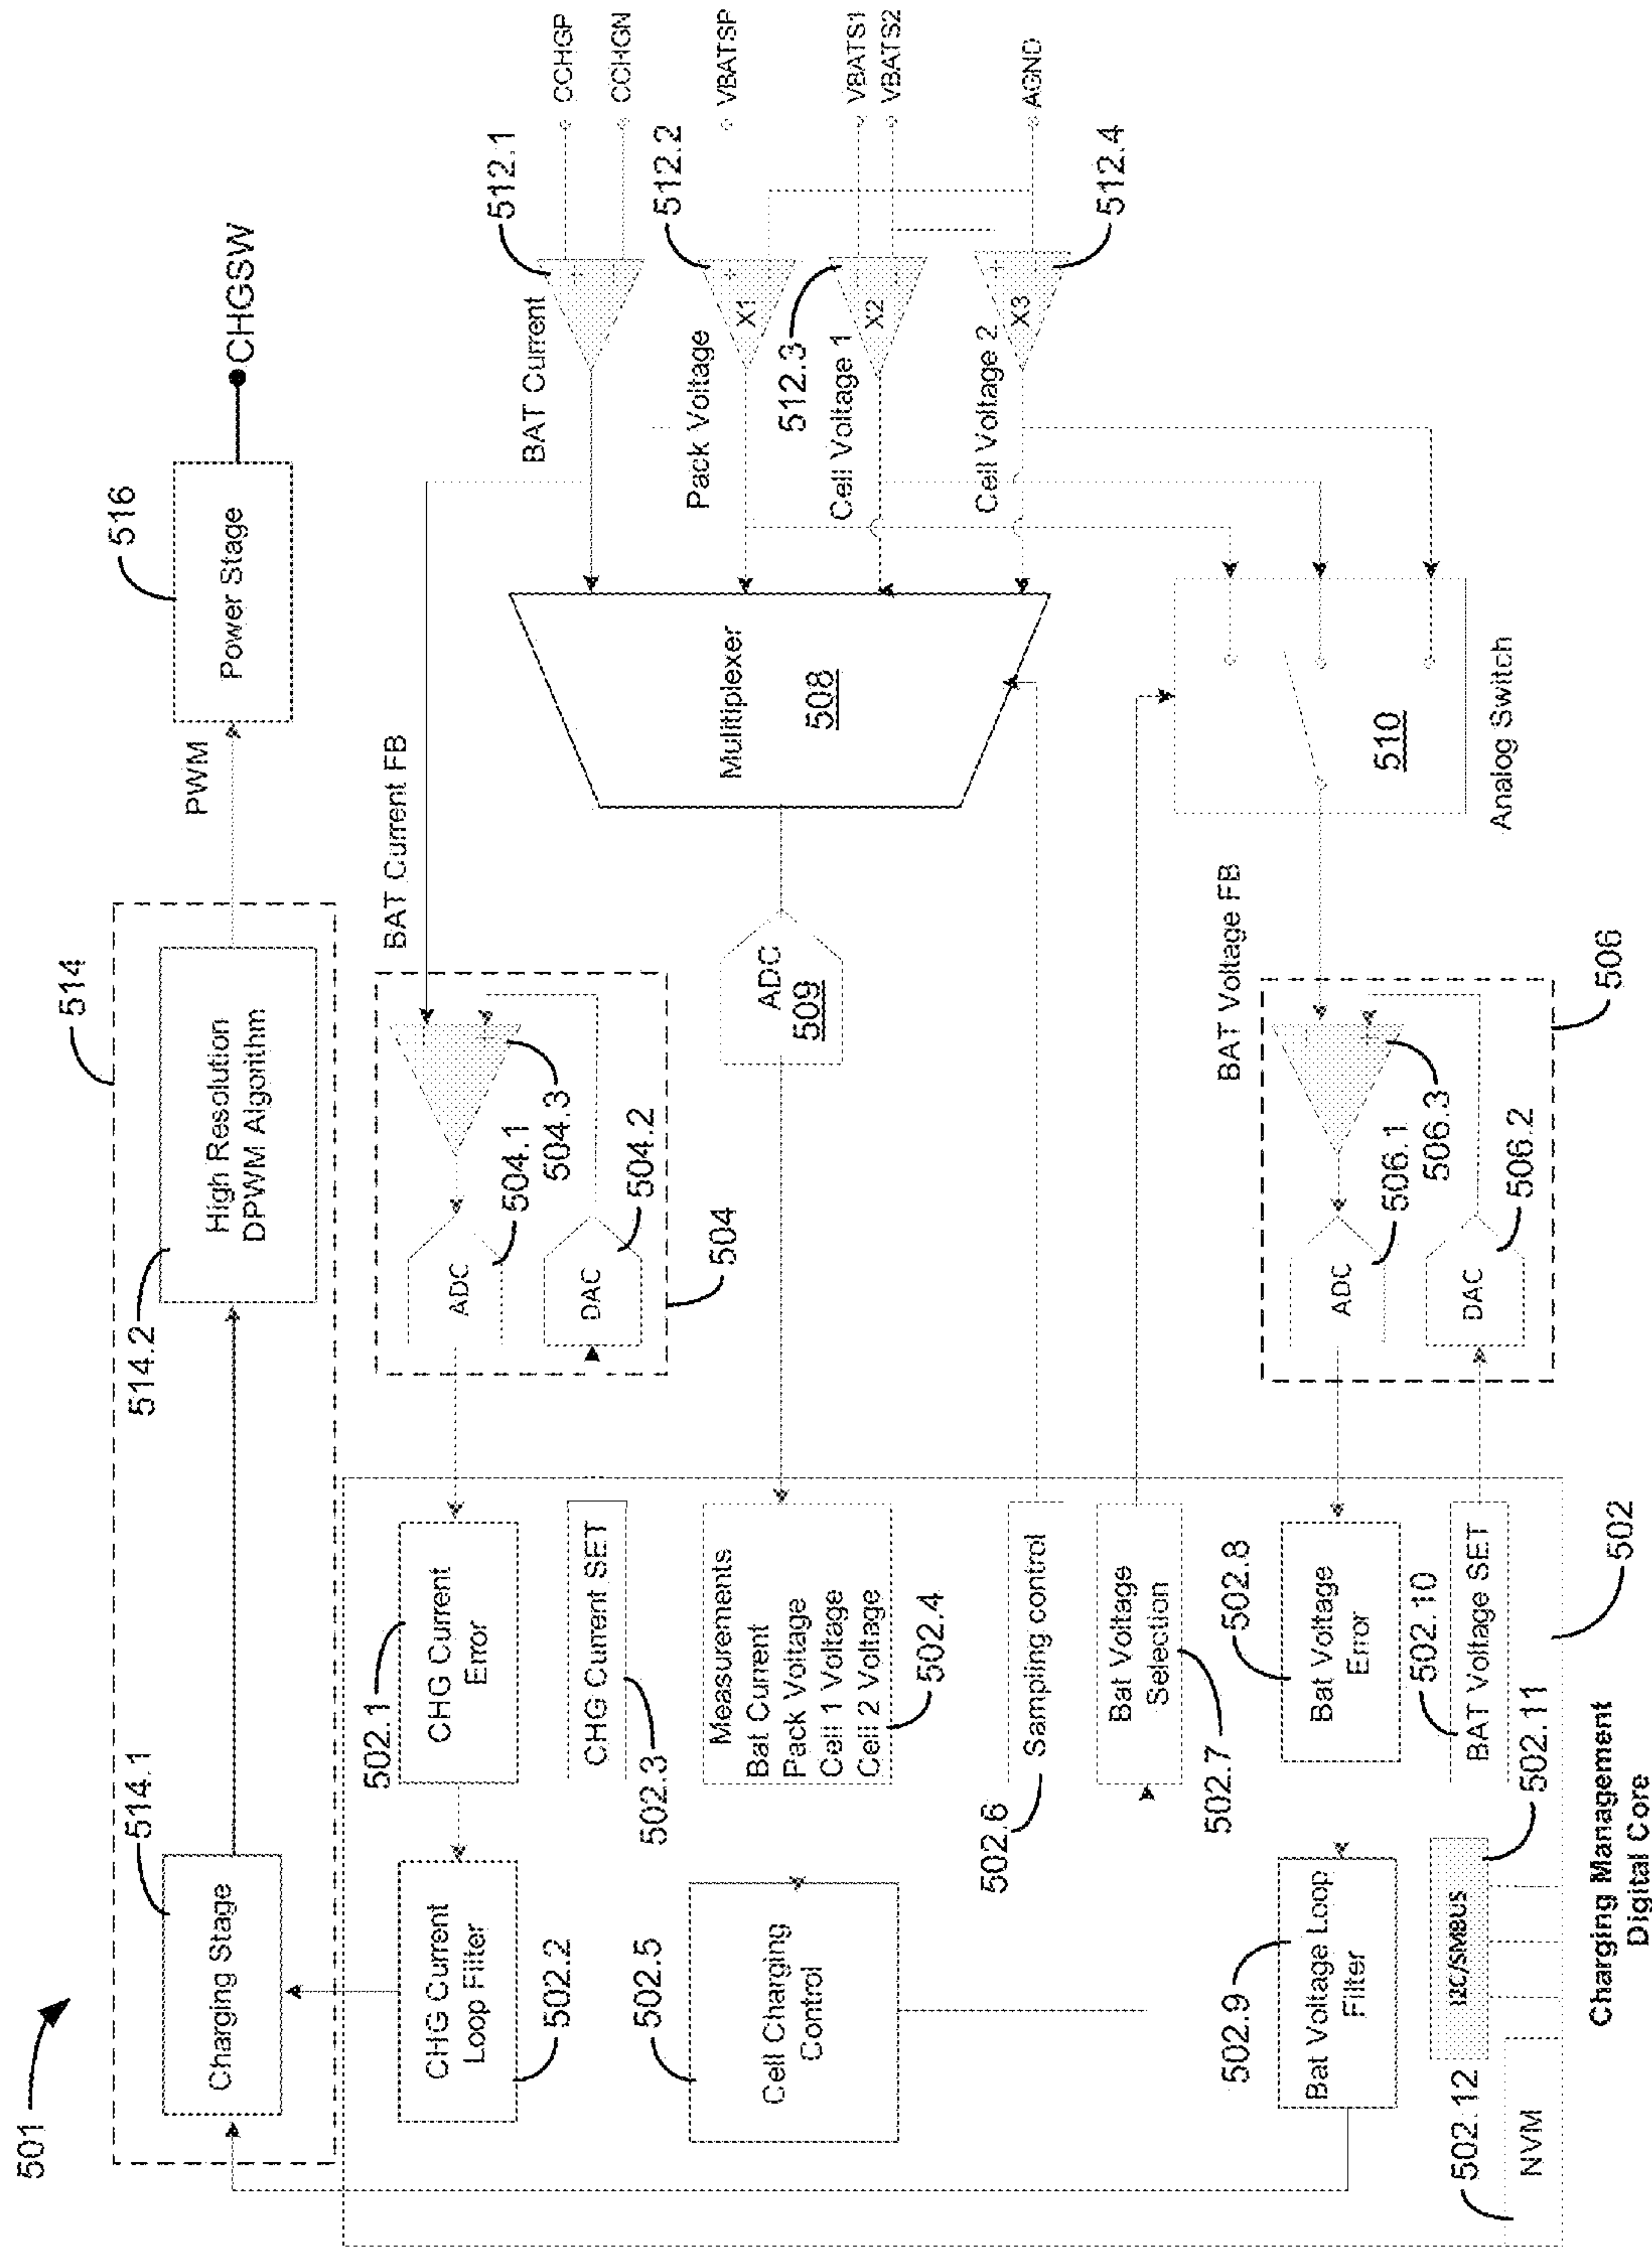 501
514
514.1
Charging Stage
514.2
High Resolution
DPWM Algorithm
PWM
516
Power Stage
CHGSW
502.1
CHG Current
Error
CHG Current
Loop Filter
502.2
CHG Current SET
502.3
504
ADC
504.1
504.3
DAC
504.2
BAT Current FB
BAT Current
512.1
CCHGP
CCHGN
502.5
Cell Charging
Control
Measurements
Bat Current
Pack Voltage
Cell 1 Voltage
Cell 2 Voltage
502.4
ADC
509
Mulitiplexer
508
Pack Voltage
X1
512.2
VBATSP
Cell Voltage 1
X2
512.3
VBATS1
VBATS2
Cell Voltage 2
X3
512.4
AGND
502.6
Sampling control
Bat Voltage
Selection
502.7
510
Analog Switch
502.9
Bat Voltage Loop
Filter
Bat Voltage
Error
502.8
502.10
BAT Voltage SET
BAT Voltage FB
506
ADC
506.1
506.3
DAC
506.2
I2C/SMBUS
502.11
502.12
NVM
502
Charging Management
Digital Core